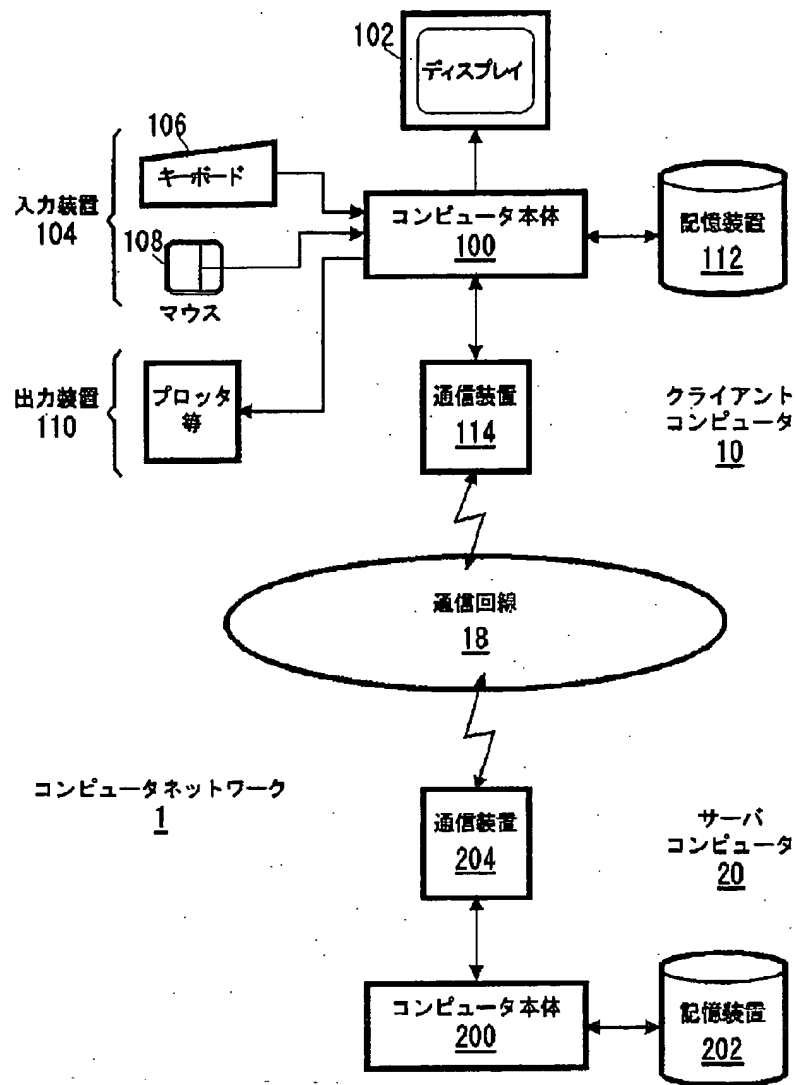 102
ディスプレイ
106
キーボード
入力装置
104
108
マウス
コンピュータ本体
100
記憶装置
112
出力装置
110
プロッタ
等
通信装置
114
クライアント
コンピュータ
10
通信回線
18
コンピュータネットワーク
1
通信装置
204
サーバ
コンピュータ
20
コンピュータ本体
200
記憶装置
202